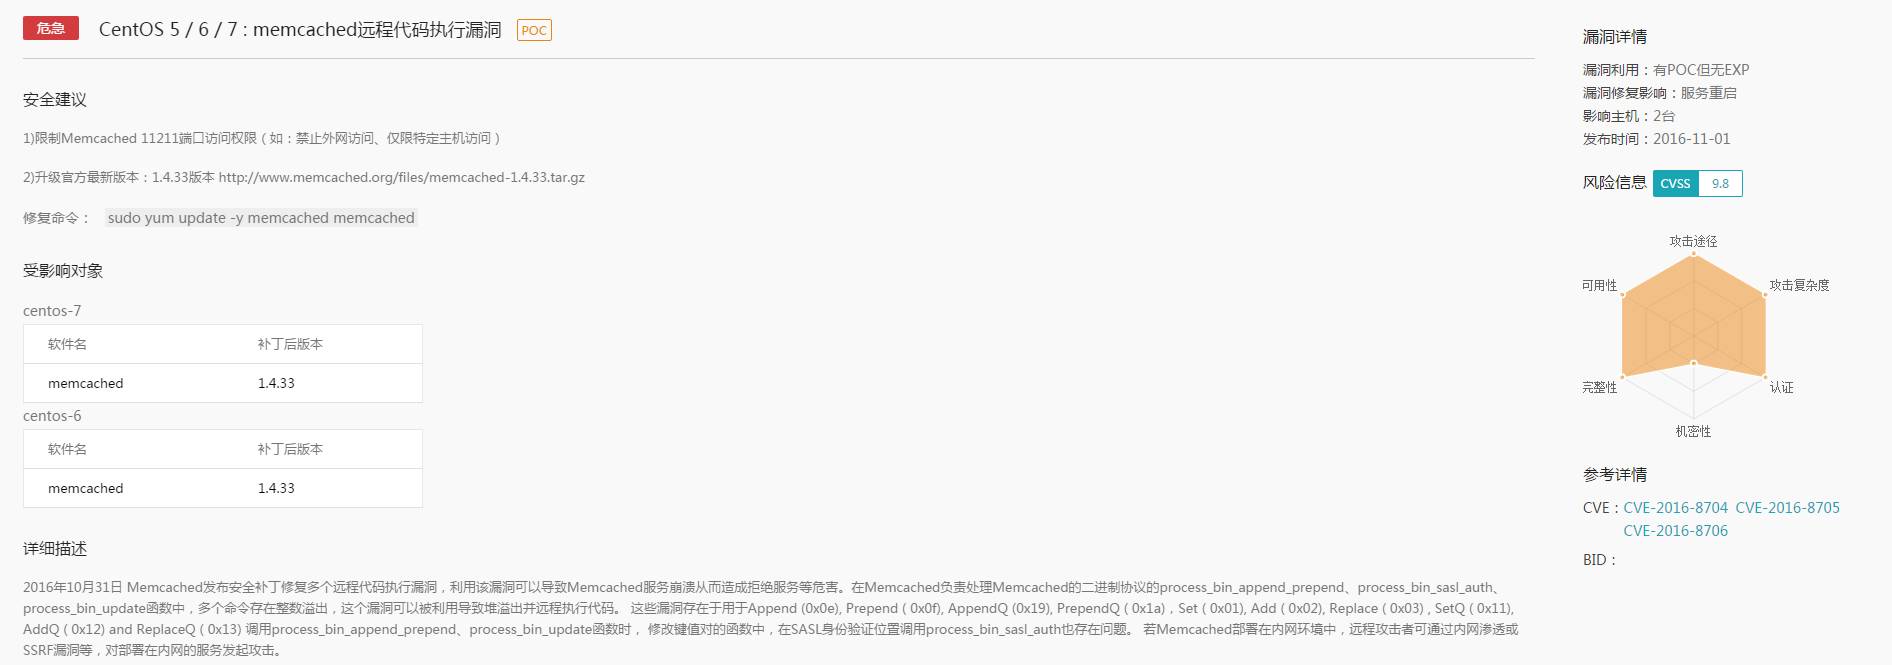 危急 CentOS 5 / 6 / 7 : memcached远程代码执行漏洞 POC
安全建议
1)限制Memcached 11211端口访问权限（如：禁止外网访问、仅限特定主机访问）
2)升级官方最新版本：1.4.33版本 http://www.memcached.org/files/memcached-1.4.33.tar.gz
修复命令： sudo yum update -y memcached memcached
受影响对象
centos-7
软件名 补丁后版本
memcached 1.4.33
centos-6
软件名 补丁后版本
memcached 1.4.33
详细描述
2016年10月31日 Memcached发布安全补丁修复多个远程代码执行漏洞，利用该漏洞可以导致Memcached服务崩溃从而造成拒绝服务等危害。在Memcached负责处理Memcached的二进制协议的process_bin_append_prepend、process_bin_sasl_auth、
process_bin_update函数中，多个命令存在整数溢出，这个漏洞可以被利用导致堆溢出并远程执行代码。 这些漏洞存在于用于Append (0x0e), Prepend ( 0x0f), AppendQ (0x19), PrependQ ( 0x1a)，Set ( 0x01), Add ( 0x02), Replace ( 0x03) , SetQ ( 0x11),
AddQ ( 0x12) and ReplaceQ ( 0x13) 调用process_bin_append_prepend、process_bin_update函数时， 修改键值对的函数中，在SASL身份验证位置调用process_bin_sasl_auth也存在问题。 若Memcached部署在内网环境中，远程攻击者可通过内网渗透或
SSRF漏洞等，对部署在内网的服务发起攻击。
漏洞详情
漏洞利用：有POC但无EXP
漏洞修复影响：服务重启
影响主机：2台
发布时间：2016-11-01
风险信息 CVSS 9.8
攻击途径
可用性 攻击复杂度
完整性 认证
机密性
参考详情
CVE：CVE-2016-8704 CVE-2016-8705
CVE-2016-8706
BID：